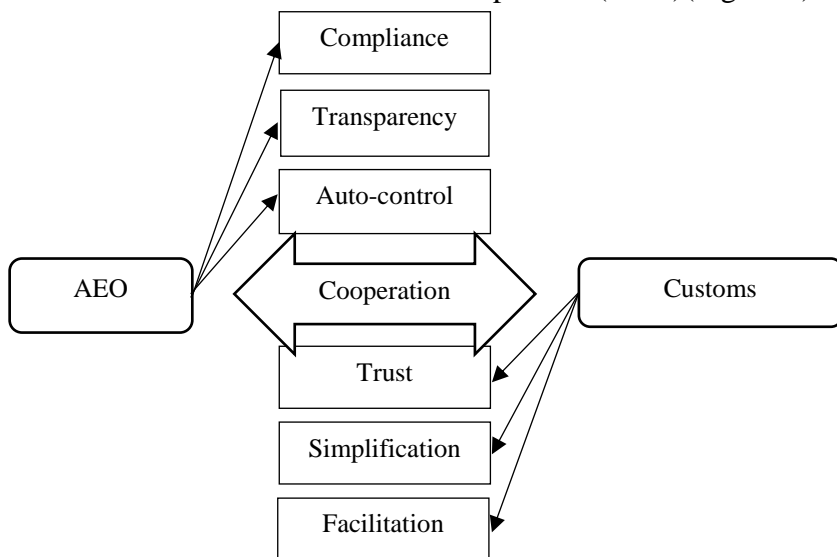 Compliance
Transparency
Auto-control
AEO
Cooperation
Customs
Trust
Simplification
Facilitation